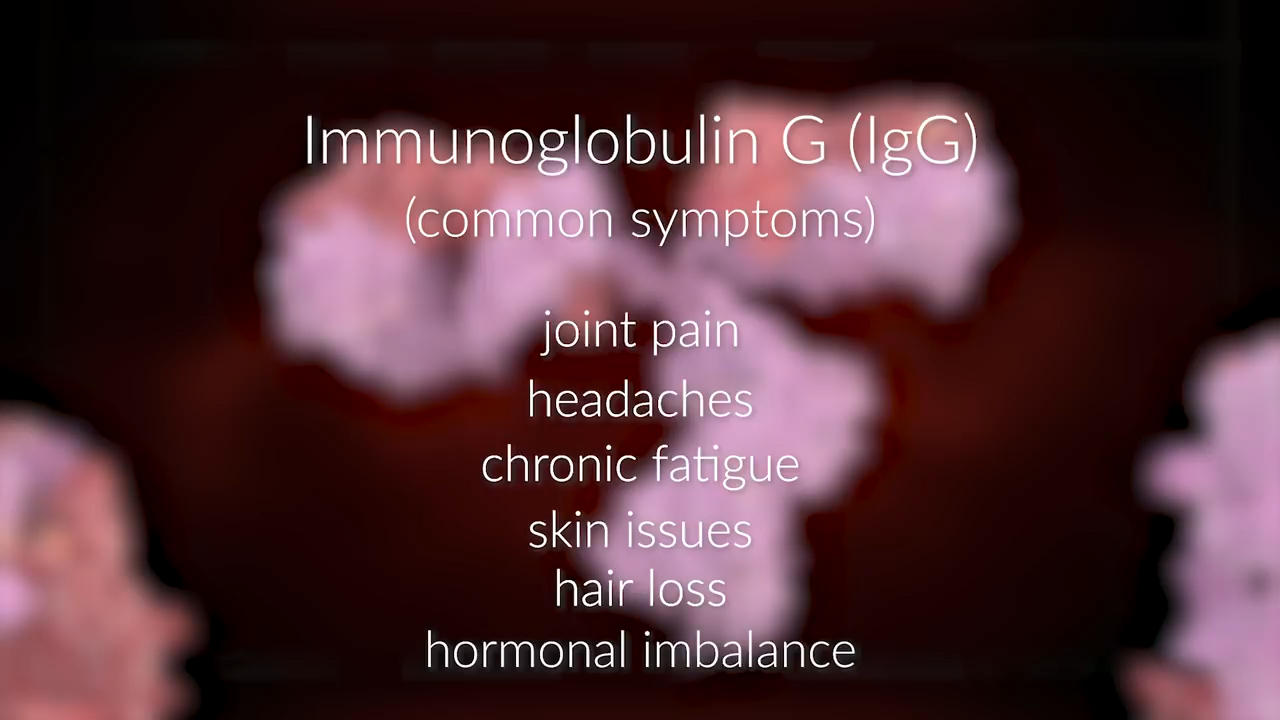 Immunoglobulin G (IgG)
(common symptoms)
joint pain
headaches
chronic fatigue
skin issues
hair loss
hormonal imbalance